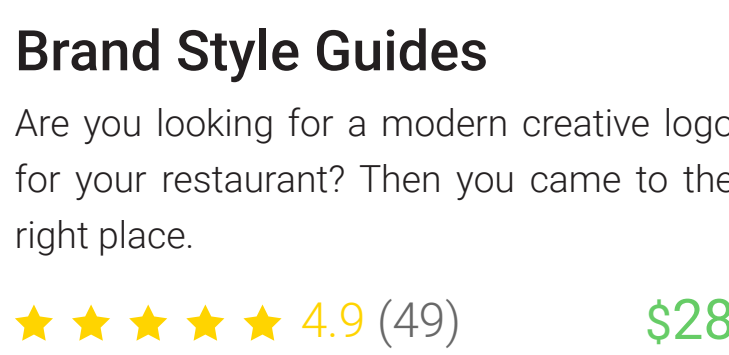 Brand Style Guides
Are you looking for a modern creative logo
for your restaurant? Then you came to the
right place.
4.9 (49) $28